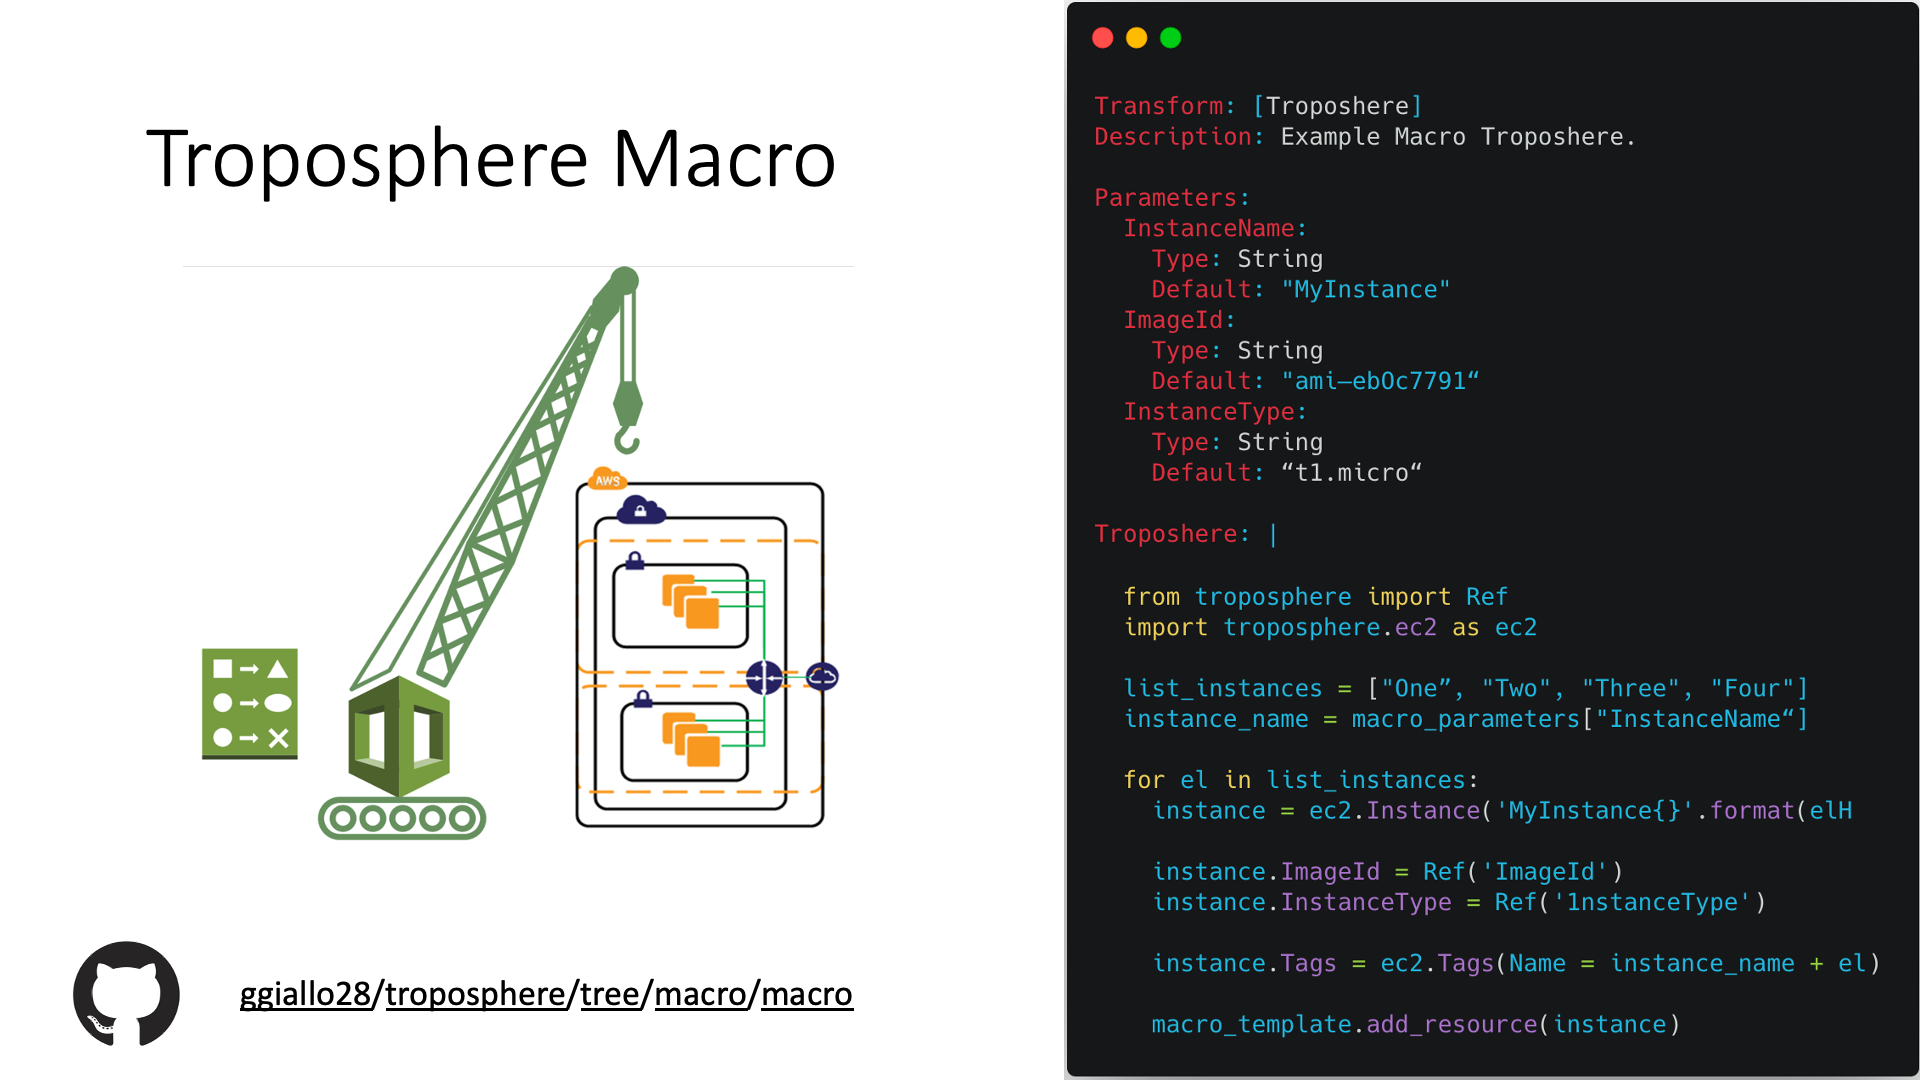 Troposphere Macro
AWS
ggiallo28/troposphere/tree/macro/macro
Transform: [Troposhere]
Description: Example Macro Troposhere.
Parameters:
InstanceName:
Type: String
Default: "MyInstance"
ImageId:
Type: String
Default: "ami–ebOc7791“
InstanceType:
Type: String
Default: “t1.micro“
Troposhere: |
from troposphere import Ref
import troposphere.ec2 as ec2
list_instances = ["One”, "Two", "Three", "Four"]
instance_name = macro_parameters["InstanceName“]
for el in list_instances:
instance = ec2.Instance('MyInstance{}'.format(elH
instance.ImageId = Ref('ImageId')
instance.InstanceType = Ref('1nstanceType')
instance.Tags = ec2.Tags(Name = instance_name + el)
macro_template.add_resource(instance)